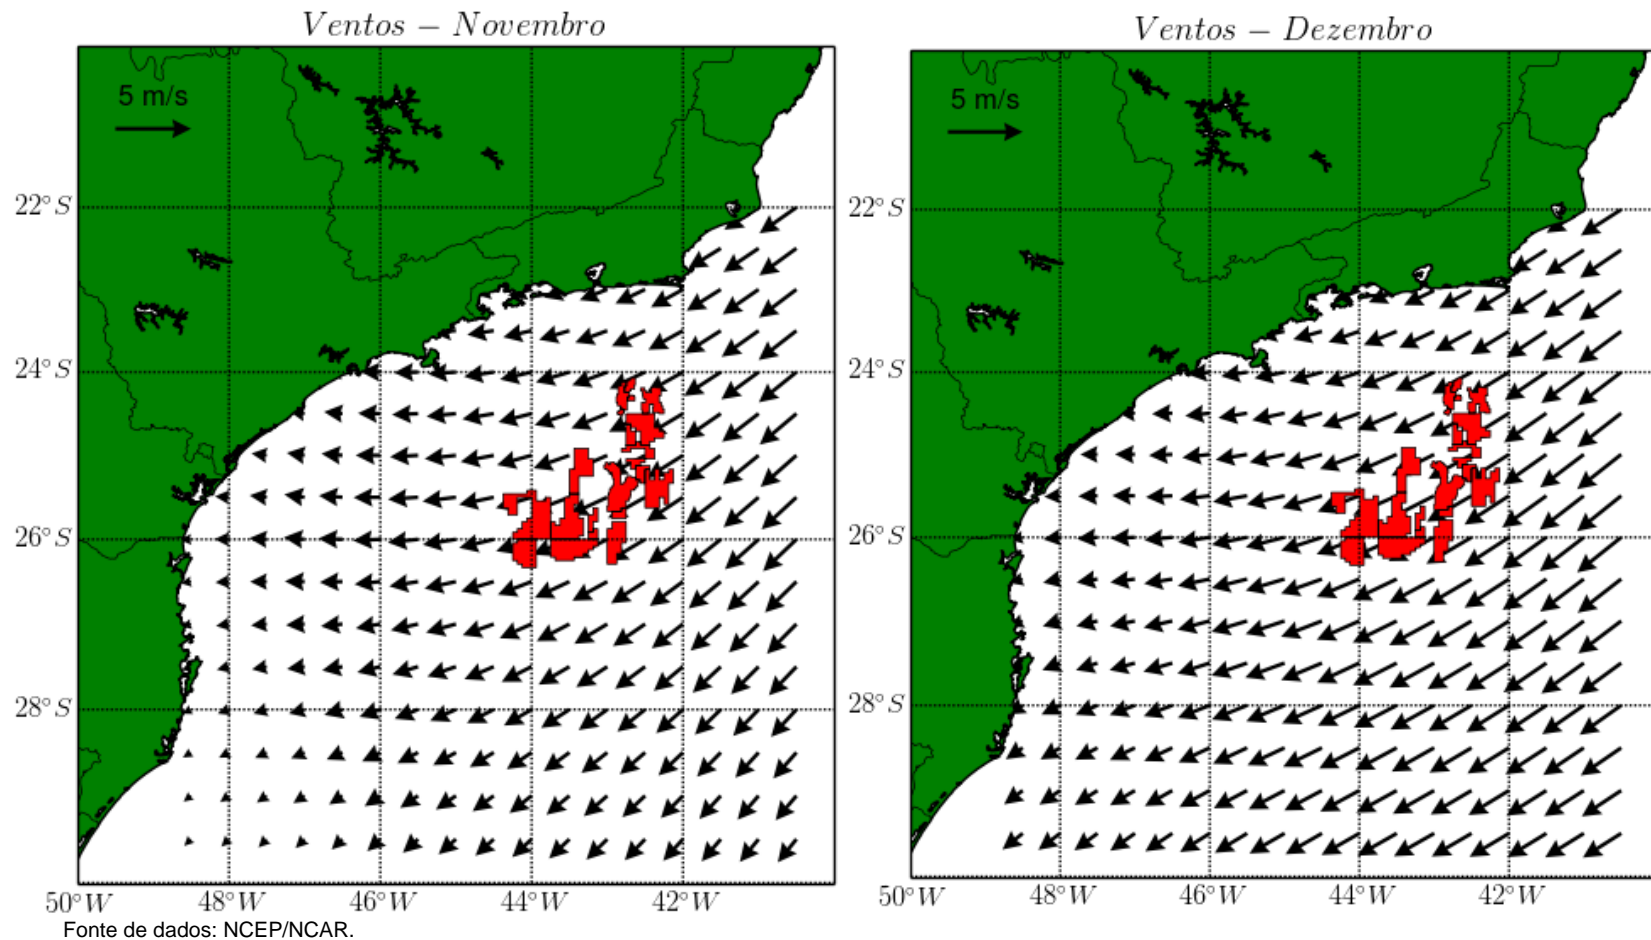 Ventos – Novembro
5 m/s
22°S
24°S
26°S
28°S
50°W 48°W 46°W 44°W 42°W
Ventos – Dezembro
5 m/s
22°S
24°S
26°S
28°S
50°W 48°W 46°W 44°W 42°W
Fonte de dados: NCEP/NCAR.